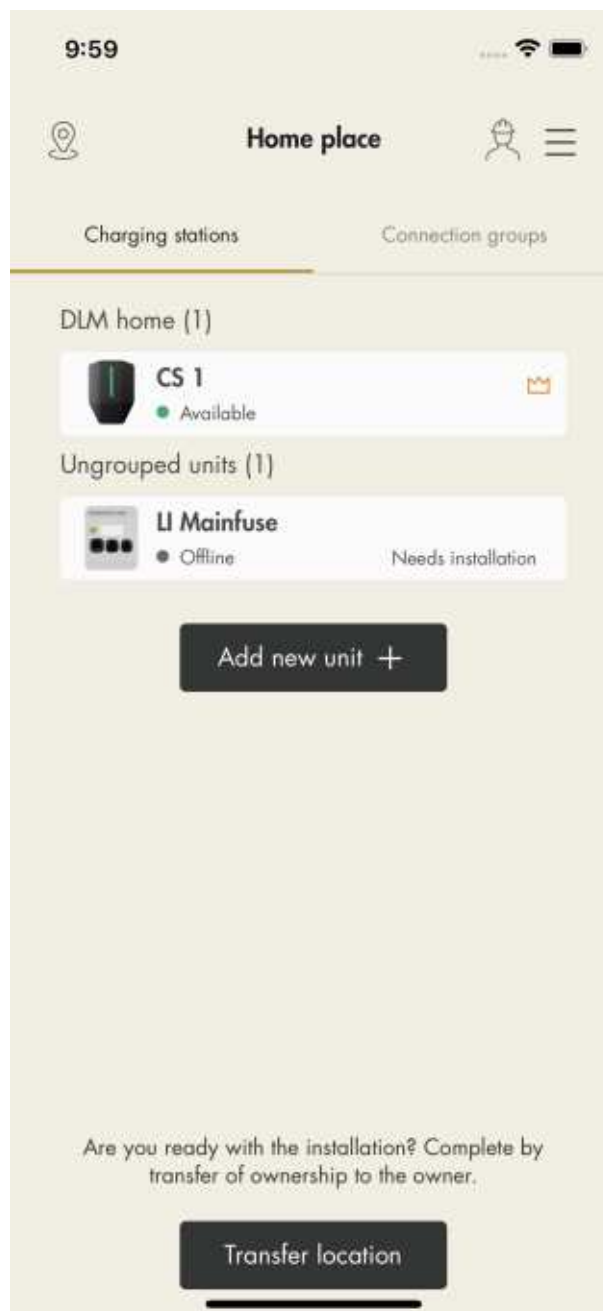 9:59
Home place
Charging stations Connection groups
DLM home (1)
CS 1
Available
Ungrouped units (1)
LI Mainfuse
Offline Needs installation
Add new unit +
Are you ready with the installation? Complete by
transfer of ownership to the owner.
Transfer location